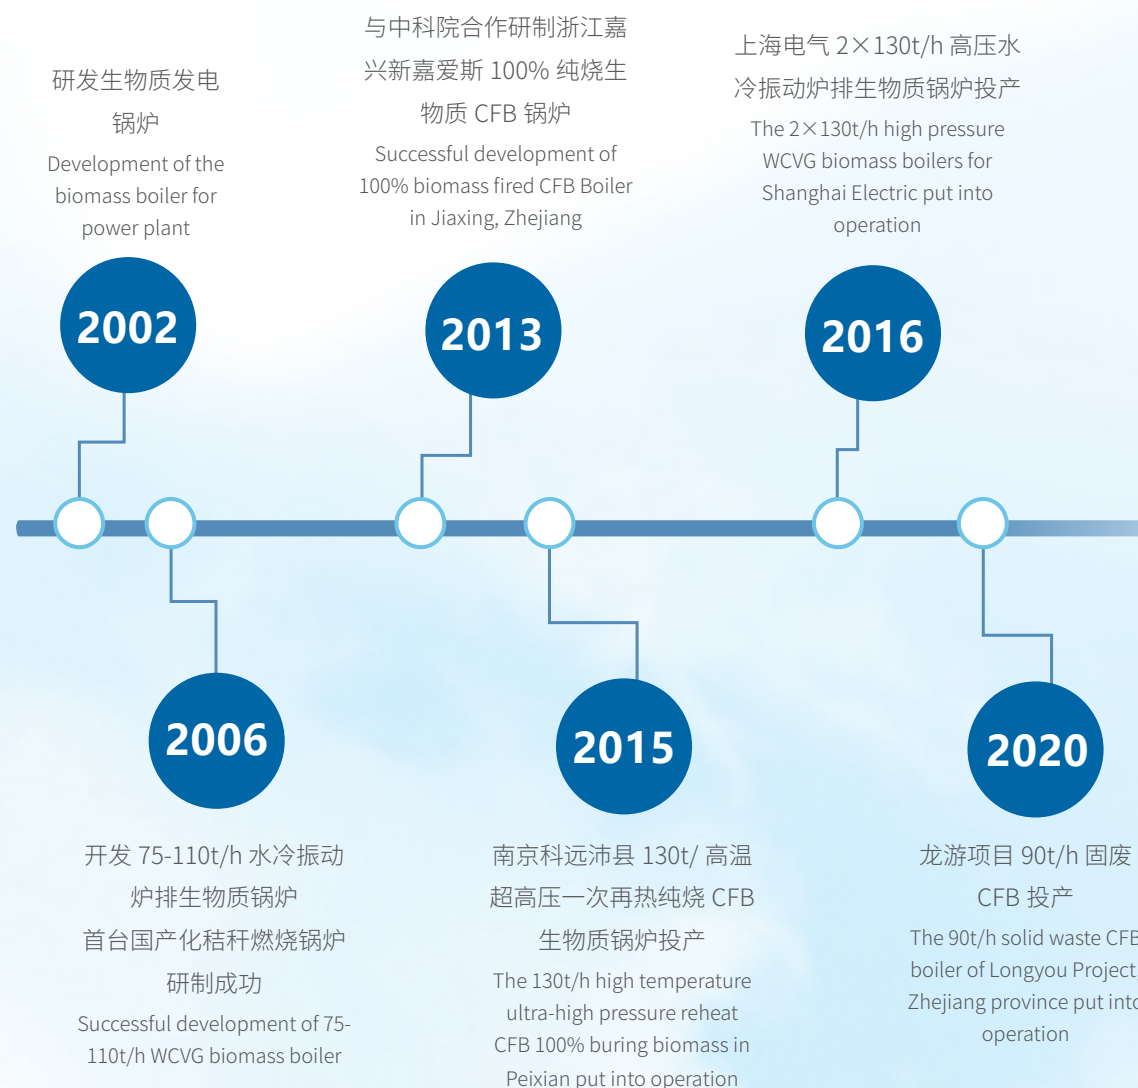 研发生物质发电
锅炉
Development of the
biomass boiler for
power plant
2002
与中科院合作研制浙江嘉
兴新嘉爱斯 100% 纯烧生
物质 CFB 锅炉
Successful development of
100% biomass fired CFB Boiler
in Jiaxing, Zhejiang
2013
上海电气 2×130t/h 高压水
冷振动炉排生物质锅炉投产
The 2×130t/h high pressure
WCVG biomass boilers for
Shanghai Electric put into
operation
2016
2006
开发 75-110t/h 水冷振动
炉排生物质锅炉
首台国产化秸秆燃烧锅炉
研制成功
Successful development of 75-
110t/h WCVG biomass boiler
2015
南京科远沛县 130t/ 高温
超高压一次再热纯烧 CFB
生物质锅炉投产
The 130t/h high temperature
ultra-high pressure reheat
CFB 100% buring biomass in
Peixian put into operation
2020
龙游项目 90t/h 固废
CFB 投产
The 90t/h solid waste CFB
boiler of Longyou Project,
Zhejiang province put into
operation